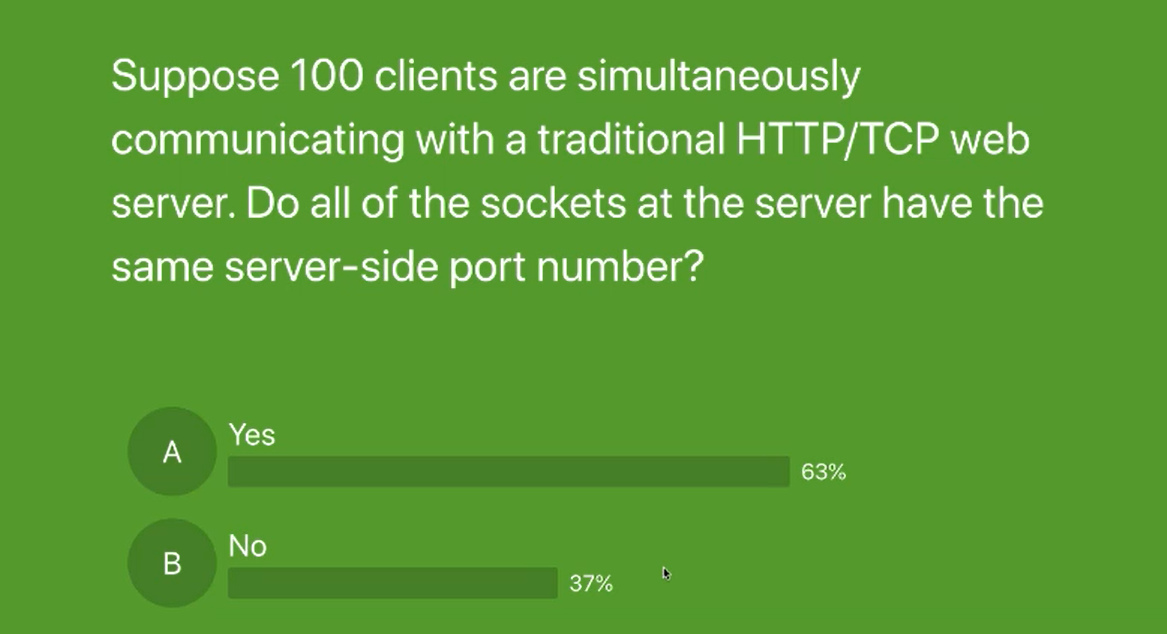 Suppose 100 clients are simultaneously
communicating with a traditional HTTP/TCP web
server. Do all of the sockets at the server have the
same server-side port number?
A
Yes
63%
B
No
37%